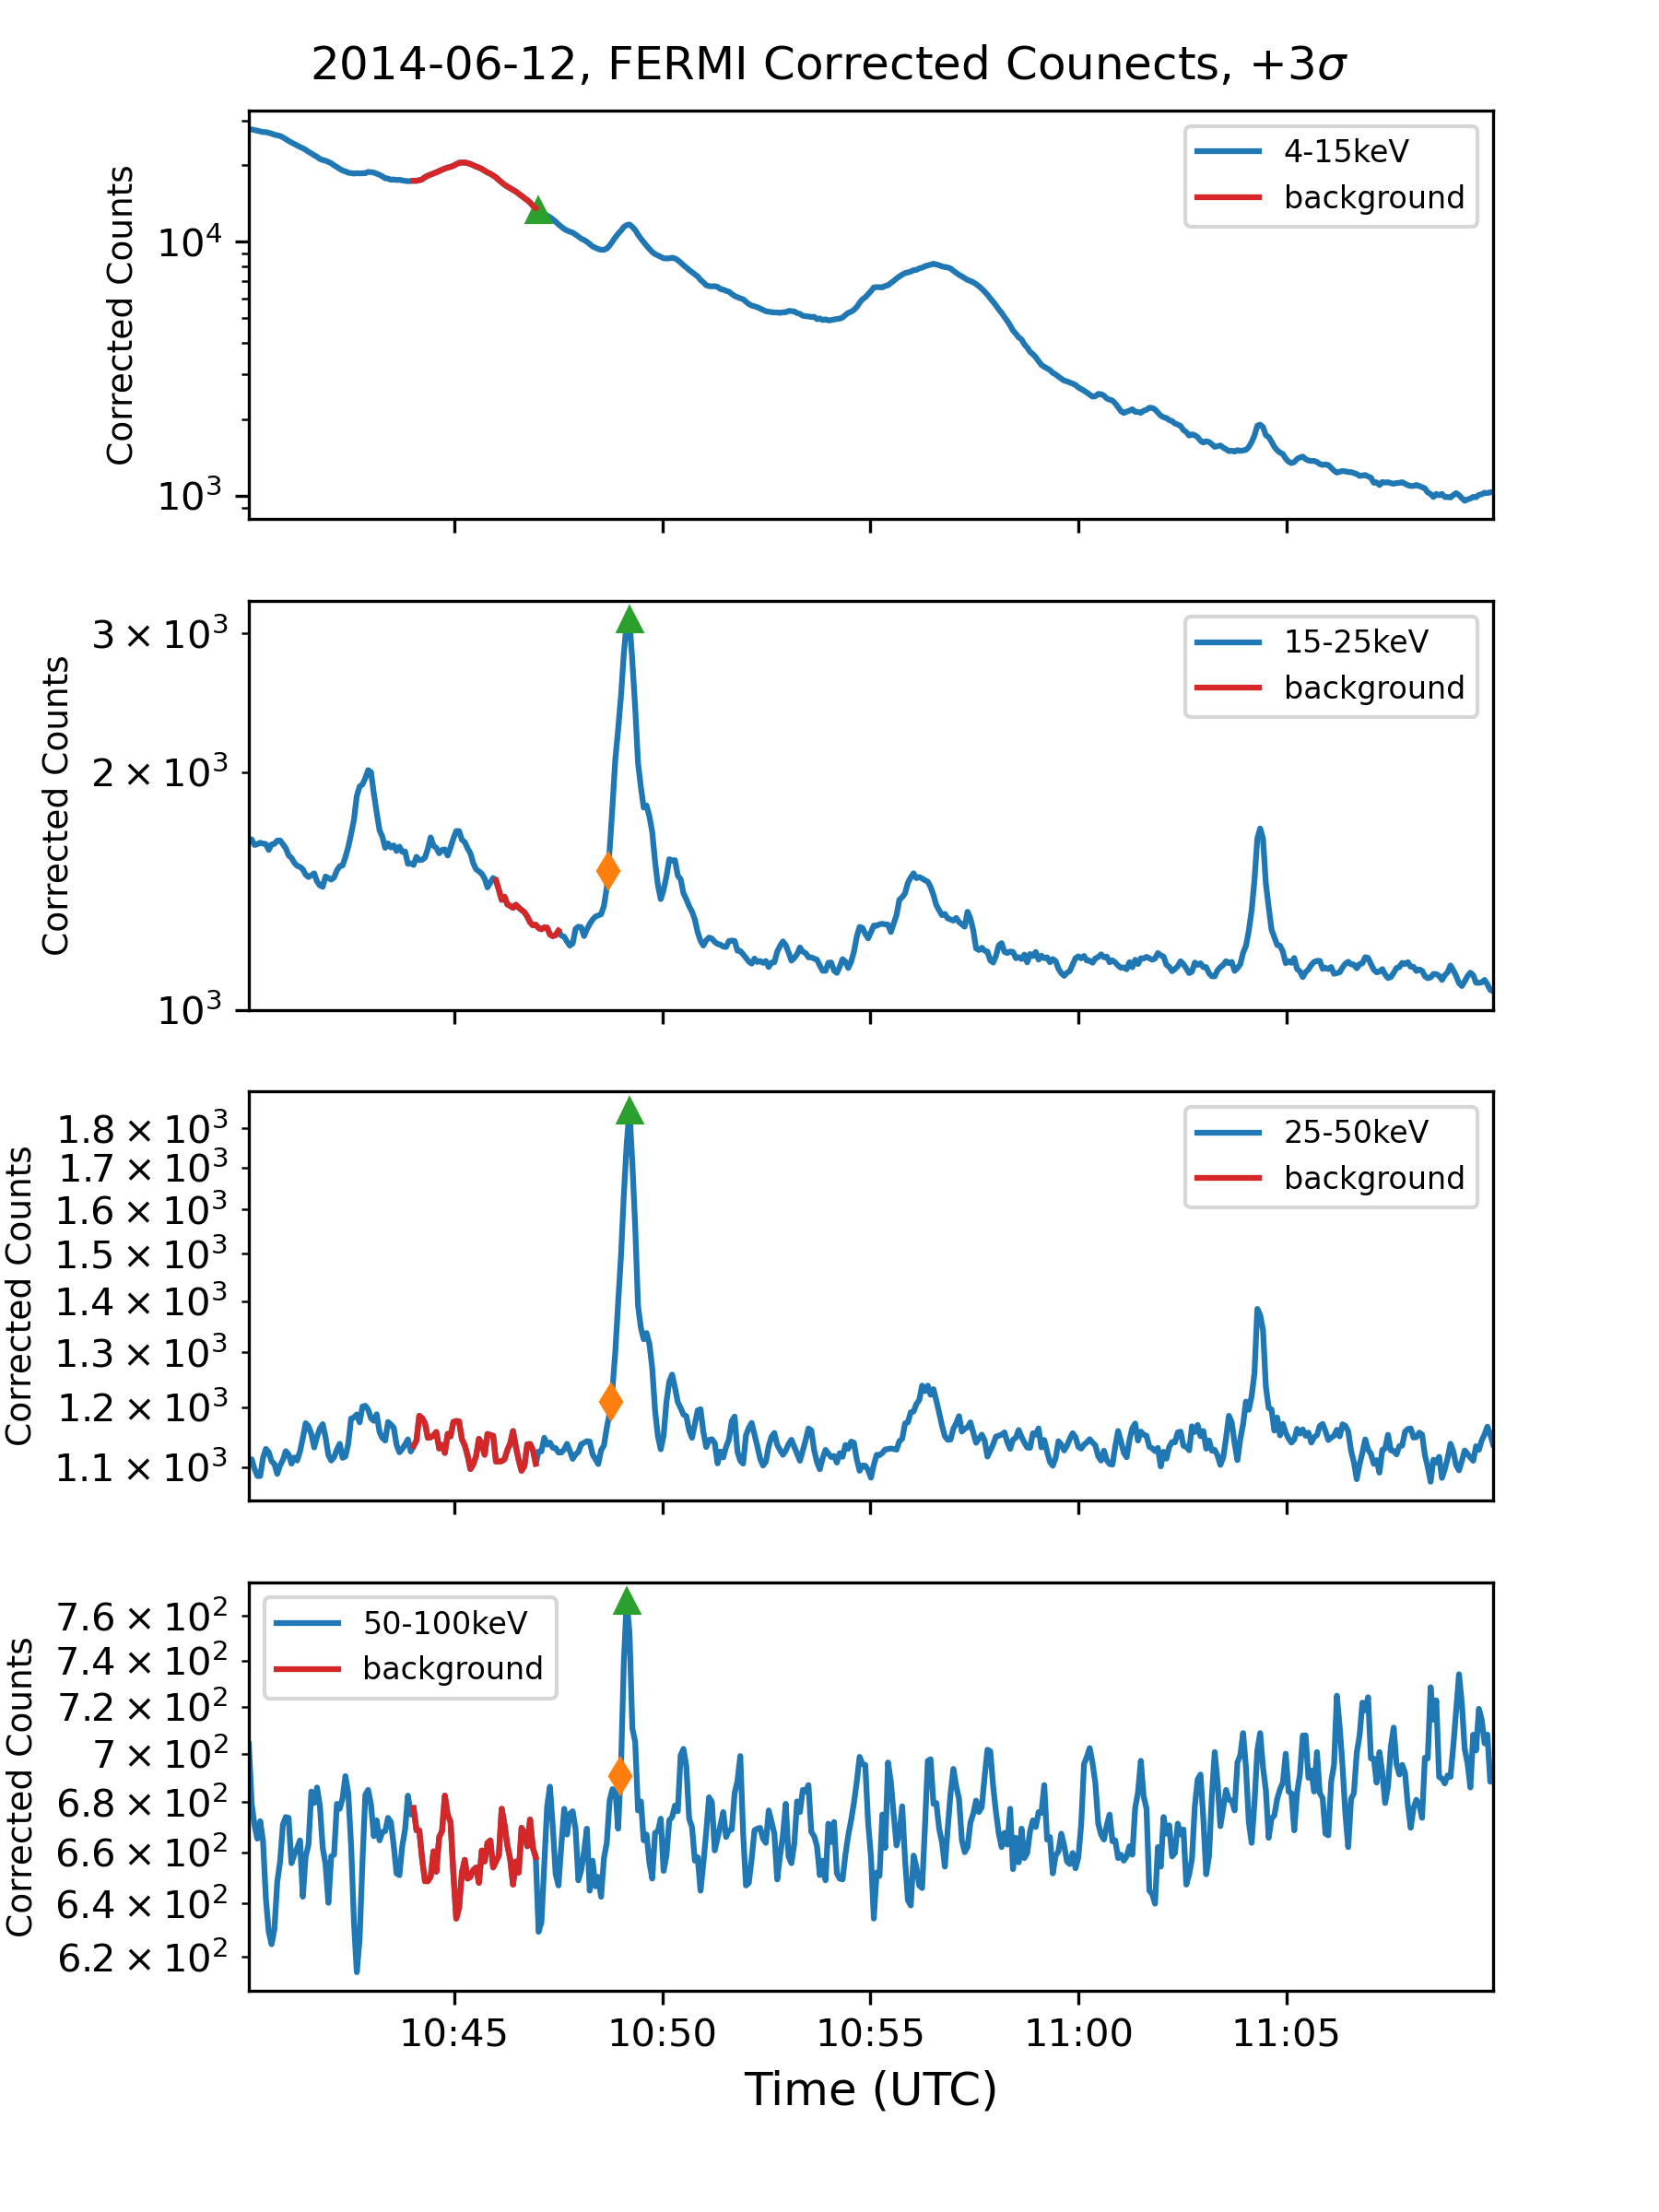 2014-06-12, FERMI Corrected Counects, +3σ
Corrected Counts
10⁴
10³
4-15keV
background
Corrected Counts
3 × 10³
2 × 10³
10³
15-25keV
background
Corrected Counts
1.8 × 10³
1.7 × 10³
1.6 × 10³
1.5 × 10³
1.4 × 10³
1.3 × 10³
1.2 × 10³
1.1 × 10³
25-50keV
background
Corrected Counts
7.6 × 10²
7.4 × 10²
7.2 × 10²
7 × 10²
6.8 × 10²
6.6 × 10²
6.4 × 10²
6.2 × 10²
50-100keV
background
10:45 10:50 10:55 11:00 11:05
Time (UTC)